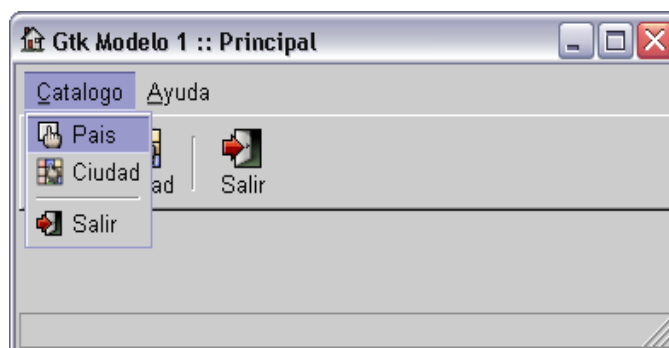 Gtk Modelo 1 :: Principal
Catalogo Ayuda
Pais
Ciudad
Salir
ad Salir